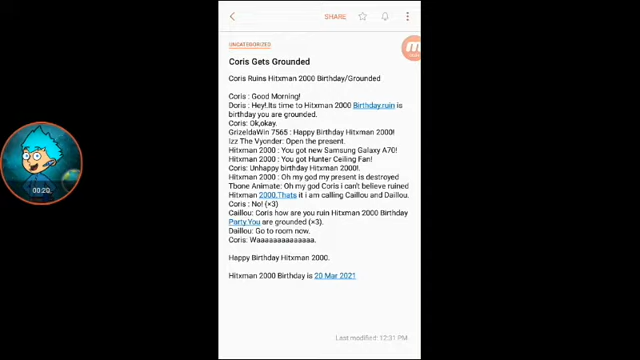 SHARE
UNCATEGORIZED
Coris Gets Grounded
Coris Ruins Hitxman 2000 Birthday/Grounded
Coris : Good Morning!
Doris : Hey!.Its time to Hitxman 2000 Birthday.ruin is
birthday you are grounded.
Coris: Ok,okay.
GrizeldaWin 7565 : Happy Birthday Hitxman 2000!
Izz The Vyonder: Open the present.
Hitxman 2000 : You got new Samsung Galaxy A70!
Hitxman 2000 : You got Hunter Ceiling Fan!
Coris: Unhappy birthday Hitxman 2000!.
Hitxman 2000 : Oh my god my present is destroyed
Tbone Animate: Oh my god Coris i can't believe ruined
Hitxman 2000.Thats it i am calling Caillou and Daillou.
Coris : No! (×3)
Caillou: Coris how are you ruin Hitxman 2000 Birthday
Party.You are grounded (×3).
Daillou: Go to room now.
Coris: Waaaaaaaaaaaaaa.
Happy Birthday Hitxman 2000.
Hitxman 2000 Birthday is 20 Mar 2021
Last modified: 12:31 PM.
00:20